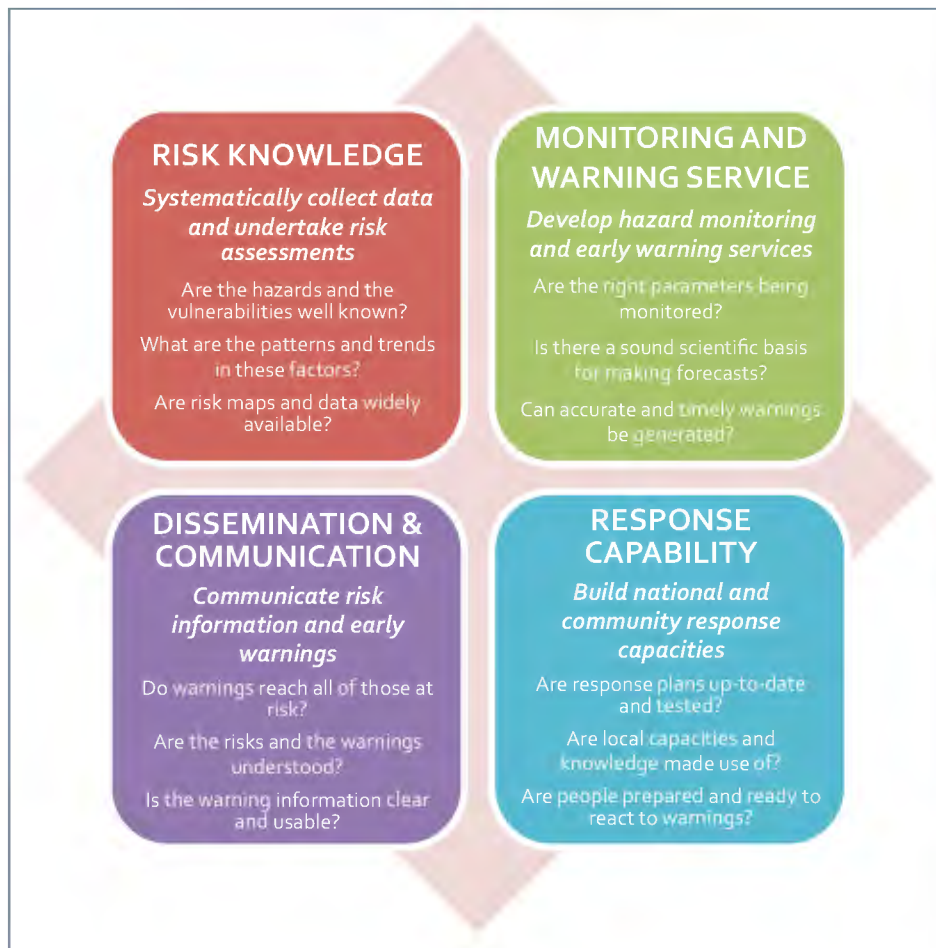 RISK KNOWLEDGE
Systematically collect data
and undertake risk
assessments
Are the hazards and the
vulnerabilities well known?
What are the patterns and trends
in these factors?
Are risk maps and data widely
available?
MONITORING AND
WARNING SERVICE
Develop hazard monitoring
and early warning services
Are the right parameters being
monitored?
Is there a sound scientific basis
for making forecasts?
Can accurate and timely warnings
be generated?
DISSEMINATION &
COMMUNICATION
Communicate risk
information and early
warnings
Do warnings reach all of those at
risk?
Are the risks and the warnings
understood?
Is the warning information clear
and usable?
RESPONSE
CAPABILITY
Build national and
community response
capacities
Are response plans up-to-date
and tested?
Are local capacities and
knowledge made use of?
Are people prepared and ready to
react to warnings?